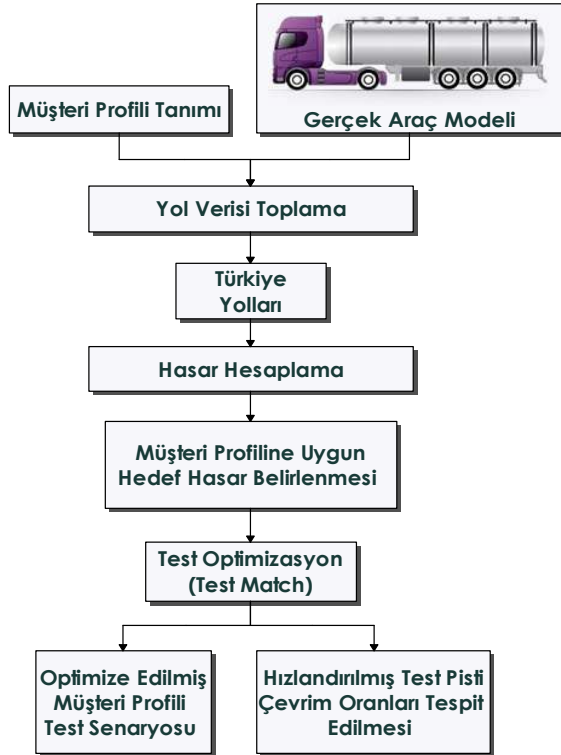 Müşteri Profili Tanımı
Gerçek Araç Modeli
Yol Verisi Toplama
Türkiye
Yolları
Hasar Hesaplama
Müşteri Profiline Uygun
Hedef Hasar Belirlenmesi
Test Optimizasyon
(Test Match)
Optimize Edilmiş
Müşteri Profili
Test Senaryosu
Hızlandırılmış Test Pisti
Çevrim Oranları Tespit
Edilmesi